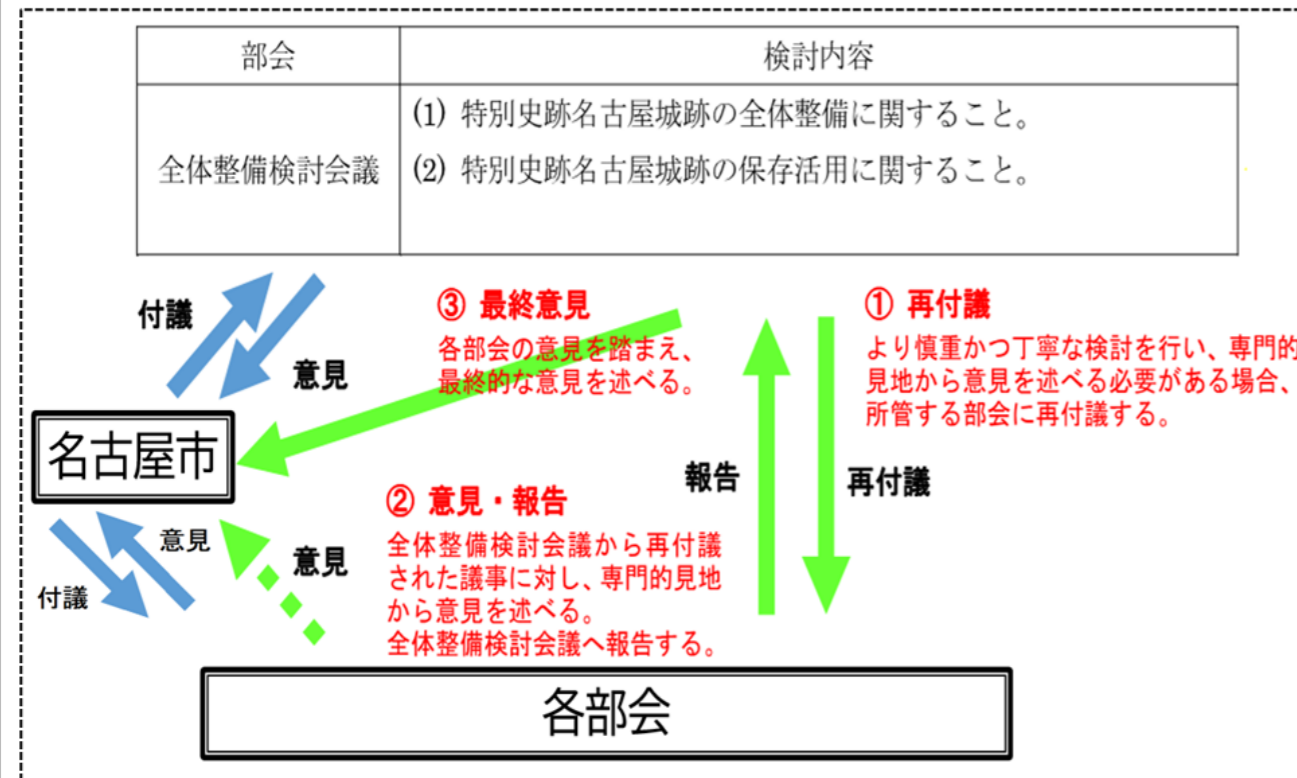 部会
検討内容
全体整備検討会議
(1) 特別史跡名古屋城跡の全体整備に関すること。
(2) 特別史跡名古屋城跡の保存活用に関すること。
付議
意見
③ 最終意見
各部会の意見を踏まえ、
最終的な意見を述べる。
① 再付議
より慎重かつ丁寧な検討を行い、専門的
見地から意見を述べる必要がある場合、
所管する部会に再付議する。
名古屋市
報告
再付議
② 意見・報告
全体整備検討会議から再付議
された議事に対し、専門的見地
から意見を述べる。
全体整備検討会議へ報告する。
意見
付議
意見
各部会